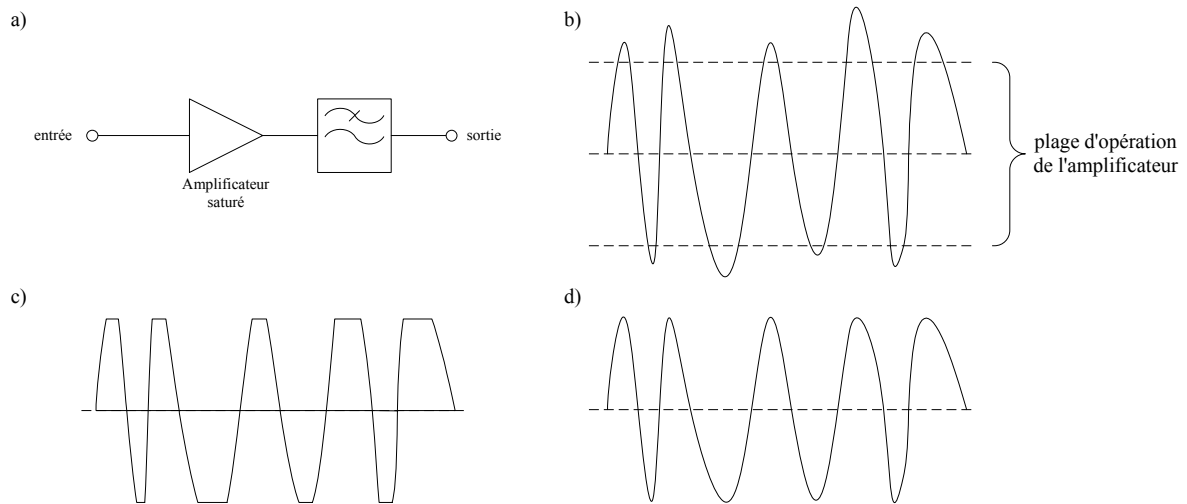 a)
entrée
sortie
Amplificateur
saturé
b)
plage d'opération
de l'amplificateur
c)
d)